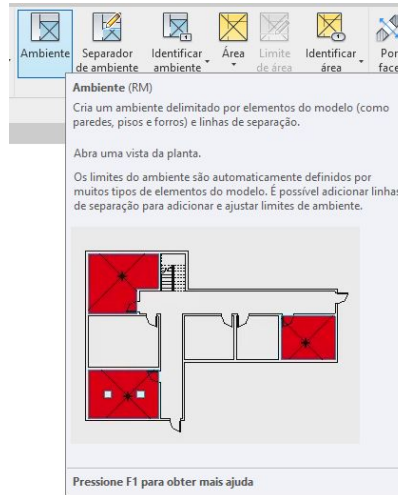 Ambiente Separador Identificar Área Limite Identificar Por
de ambiente ambiente de área área face
Ambiente (RM)
Cria um ambiente delimitado por elementos do modelo (como
paredes, pisos e forros) e linhas de separação.
Abra uma vista da planta.
Os limites do ambiente são automaticamente definidos por
muitos tipos de elementos do modelo. É possível adicionar linhas
de separação para adicionar e ajustar limites de ambiente.
Pressione F1 para obter mais ajuda